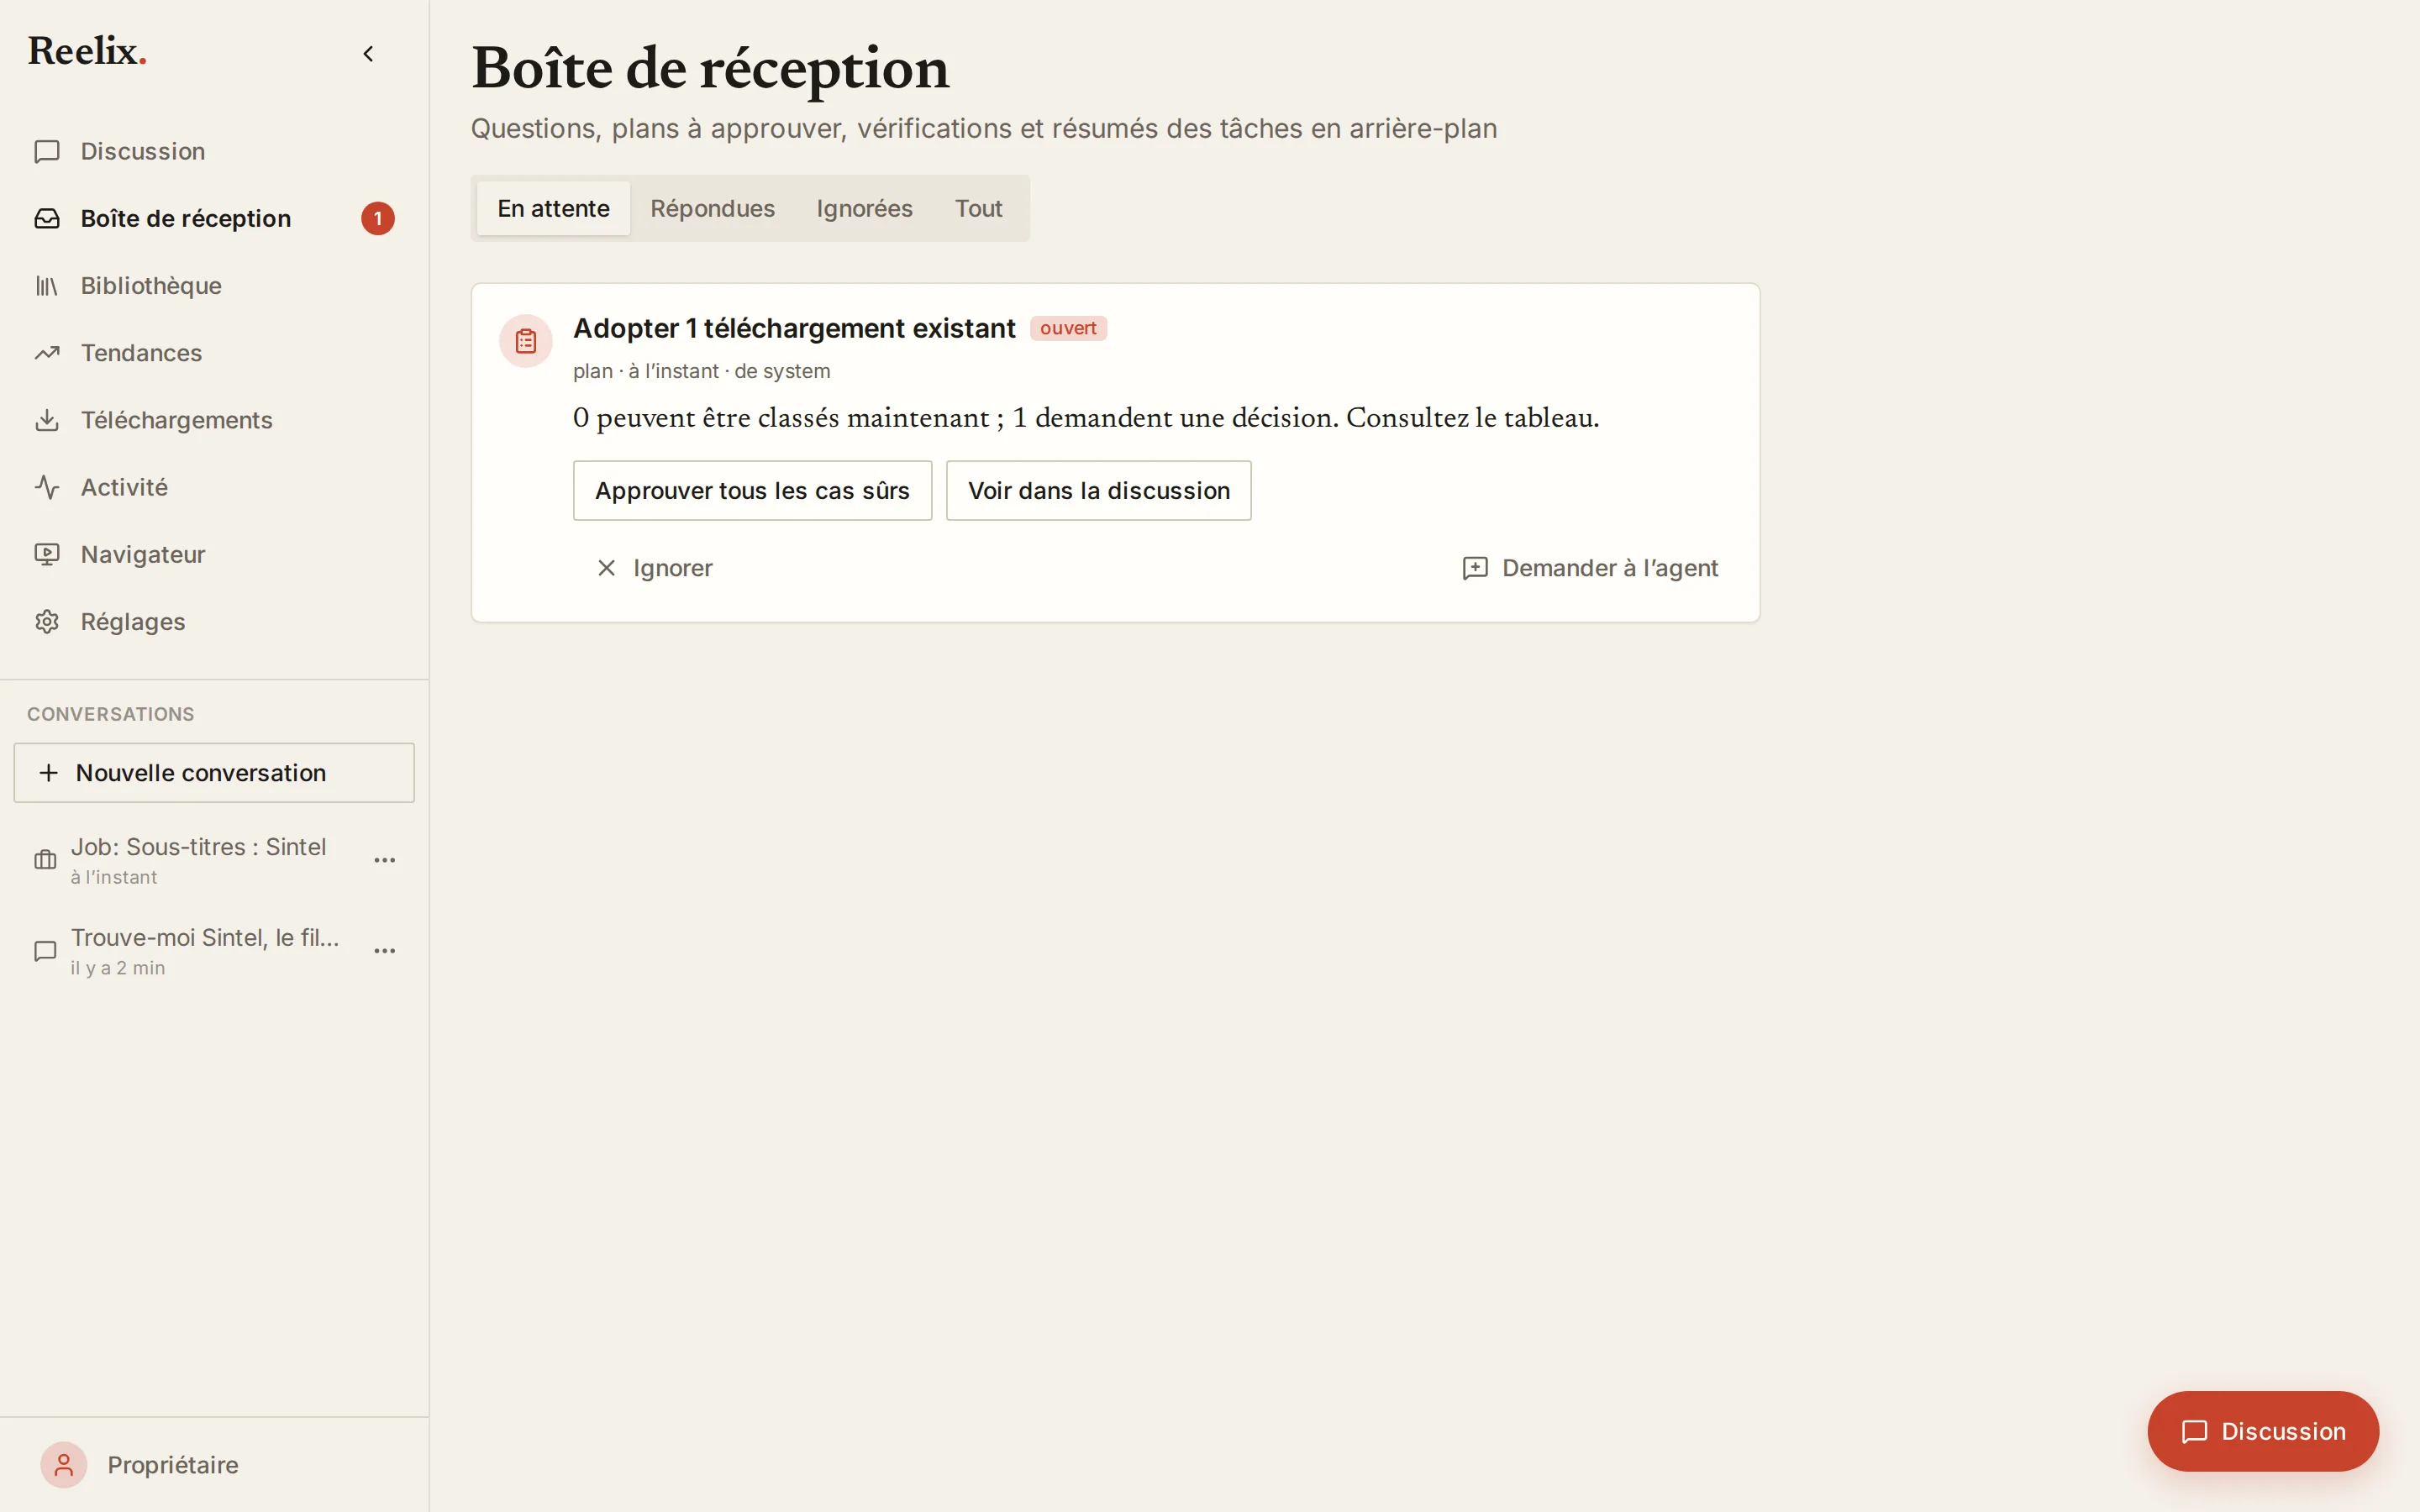 Reelix.
Discussion
Boîte de réception
1
Bibliothèque
Tendances
Téléchargements
Activité
Navigateur
Réglages
CONVERSATIONS
Nouvelle conversation
Job: Sous-titres : Sintel
à l’instant
Trouve-moi Sintel, le fil...
il y a 2 min
Propriétaire
Boîte de réception
Questions, plans à approuver, vérifications et résumés des tâches en arrière-plan
En attente
Répondues
Ignorées
Tout
Adopter 1 téléchargement existant
ouvert
plan · à l’instant · de system
0 peuvent être classés maintenant ; 1 demandent une décision. Consultez le tableau.
Approuver tous les cas sûrs
Voir dans la discussion
Ignorer
Demander à l’agent
Discussion